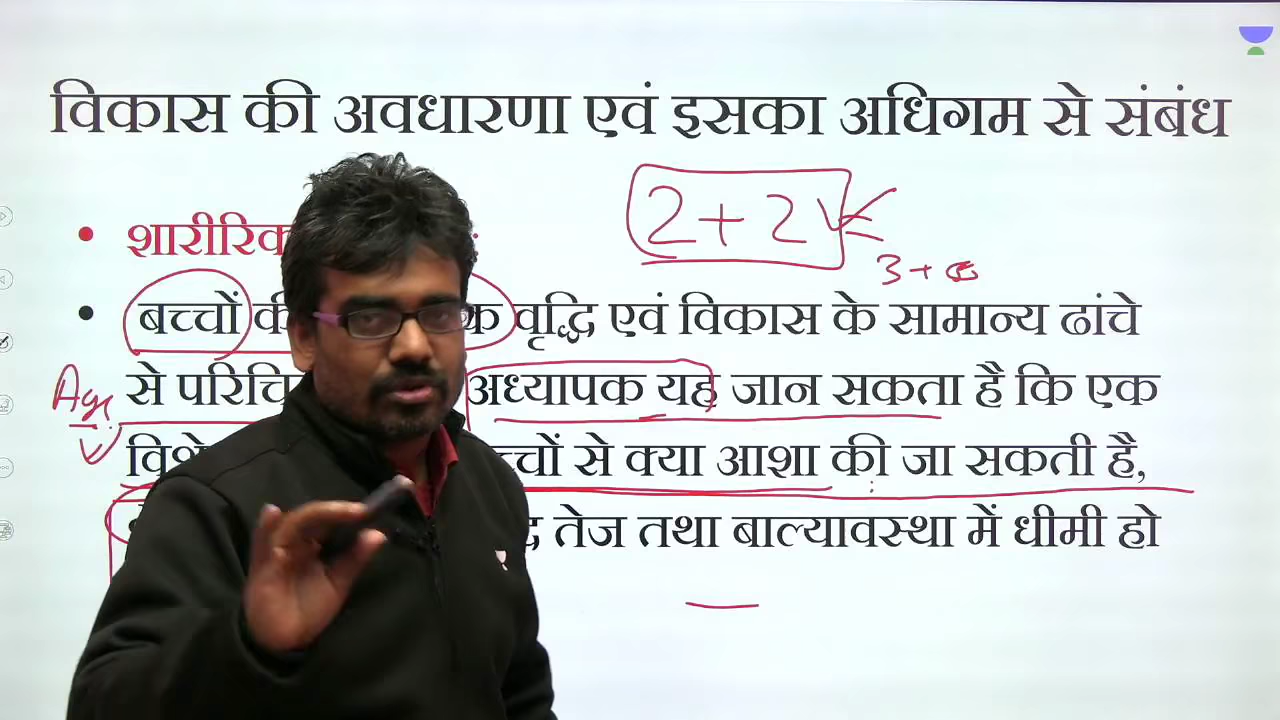 विकास की अवधारणा एवं इसका अधिगम से संबंध
2 + 2
3 +
बच्चों की वृद्धि एवं विकास के सामान्य ढांचे
Age
से अध्यापक यह जान सकता है कि एक
से क्या आशा की जा सकती है,
तेज तथा बाल्यावस्था में धीमी हो